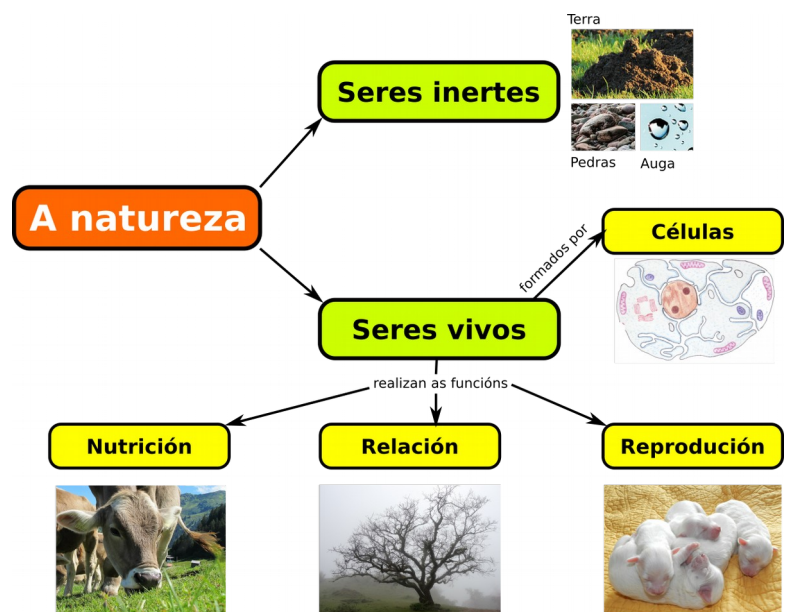 Terra
Seres inertes
Pedras
Auga
A natureza
Células
formados por
Seres vivos
realizan as funcións
Nutrición
Relación
Reprodución